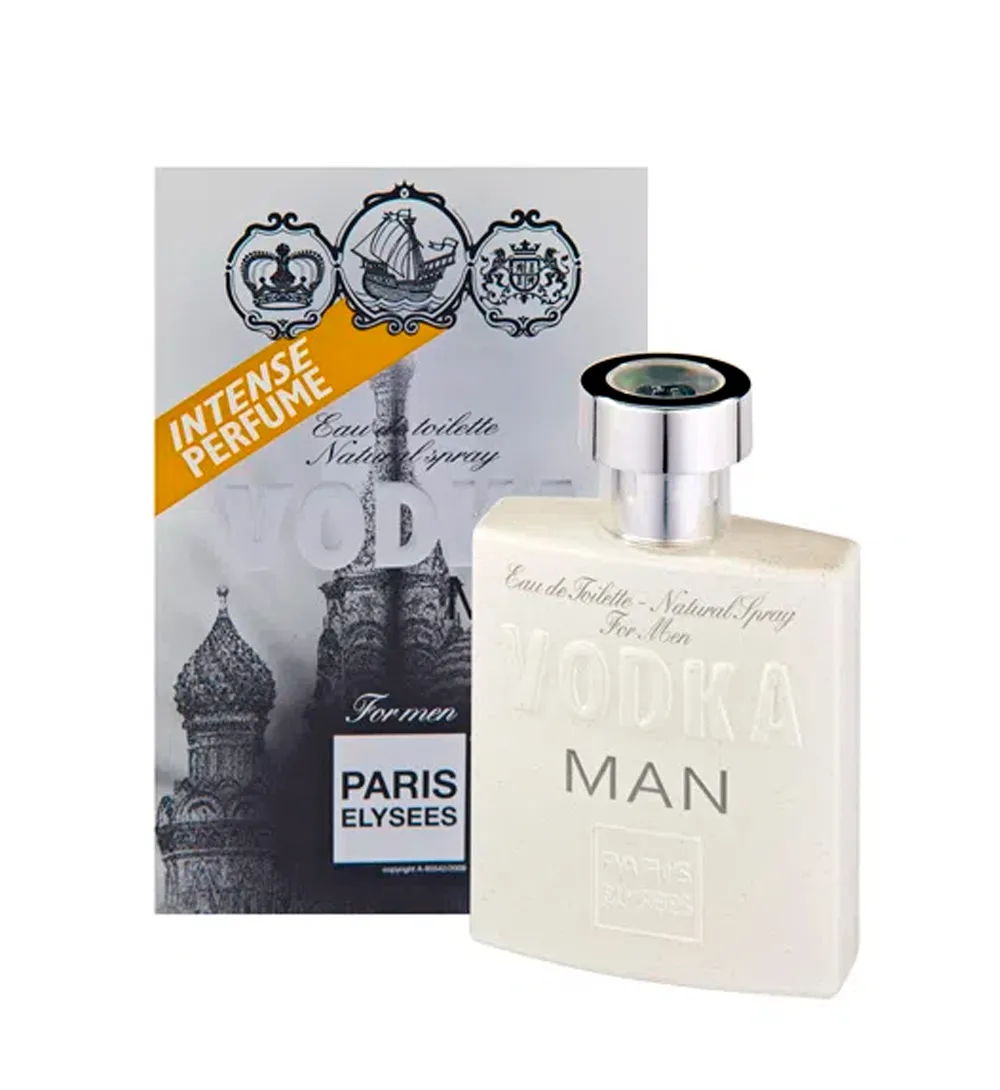 INTENSE
PERFUME
Eau de toilette
Natural spray
VODKA
For men
PARIS
ELYSEES
Eau de Toilette - Natural Spray
For Men
VODKA
MAN
PARIS
ELYSEES